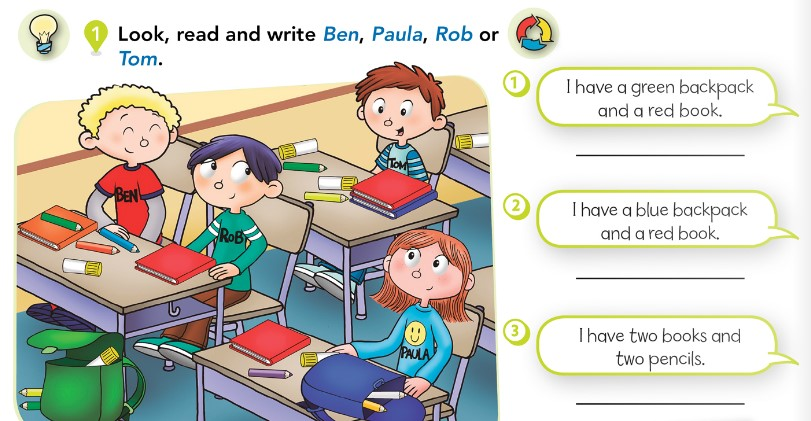 1 Look, read and write Ben, Paula, Rob or
Tom.
BEN
ROB
TOM
PAULA
1 I have a green backpack
and a red book.
2 I have a blue backpack
and a red book.
3 I have two books and
two pencils.